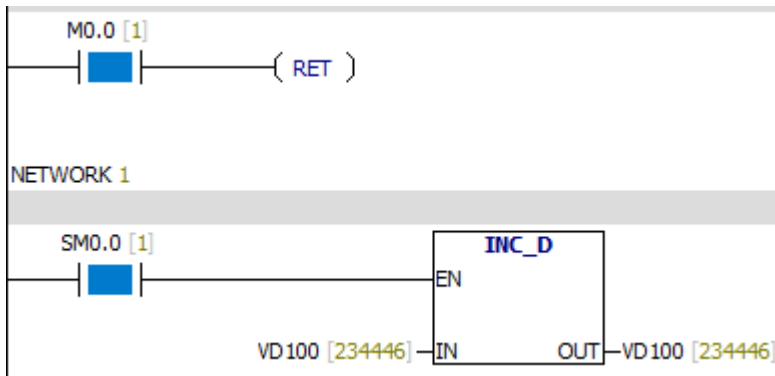 M0.0 [1]
( RET )
NETWORK 1
SM0.0 [1]
INC_D
EN
VD100 [234446] IN OUT VD100 [234446]